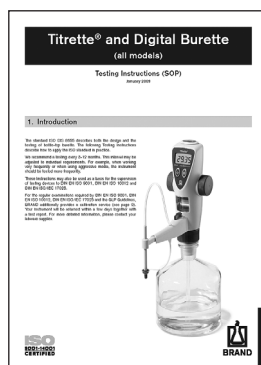 Titrette® and Digital Burette
(all models)
Testing Instructions (SOP)
January 2009
1. Introduction
The standard ISO 8655 describes both the design and the
testing of bottle-top burette. The following Testing instructions
describe how to apply the ISO standard in practice.
We recommend a testing every 3-12 months. This interval may be
adjusted to individual requirements. For example, when working
very frequently or when using aggressive media, the instrument
should be tested more frequently.
These instructions may also be used as a basis for the supervision
of testing devices to DIN EN ISO 9001, DIN EN ISO 10012 and
DIN EN ISO/IEC 17025.
For the regular examinations required by DIN EN ISO 9001, DIN
EN ISO 10012, DIN EN ISO/IEC 17025 and the GLP Guidelines,
BRAND additionally provides a calibration service (see page 9).
Your instrument will be returned within a few days together with
a test report. For more detailed information, please contact your
laboratory supplier.
ISO
9001+14001
CERTIFIED
BRAND